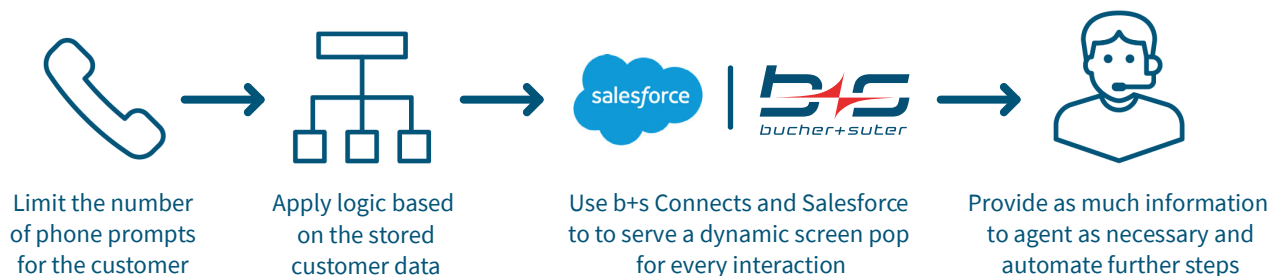 salesforce
b+s
bucher+suter
Limit the number
of phone prompts
for the customer
Apply logic based
on the stored
customer data
Use b+s Connects and Salesforce
to to serve a dynamic screen pop
for every interaction
Provide as much information
to agent as necessary and
automate further steps